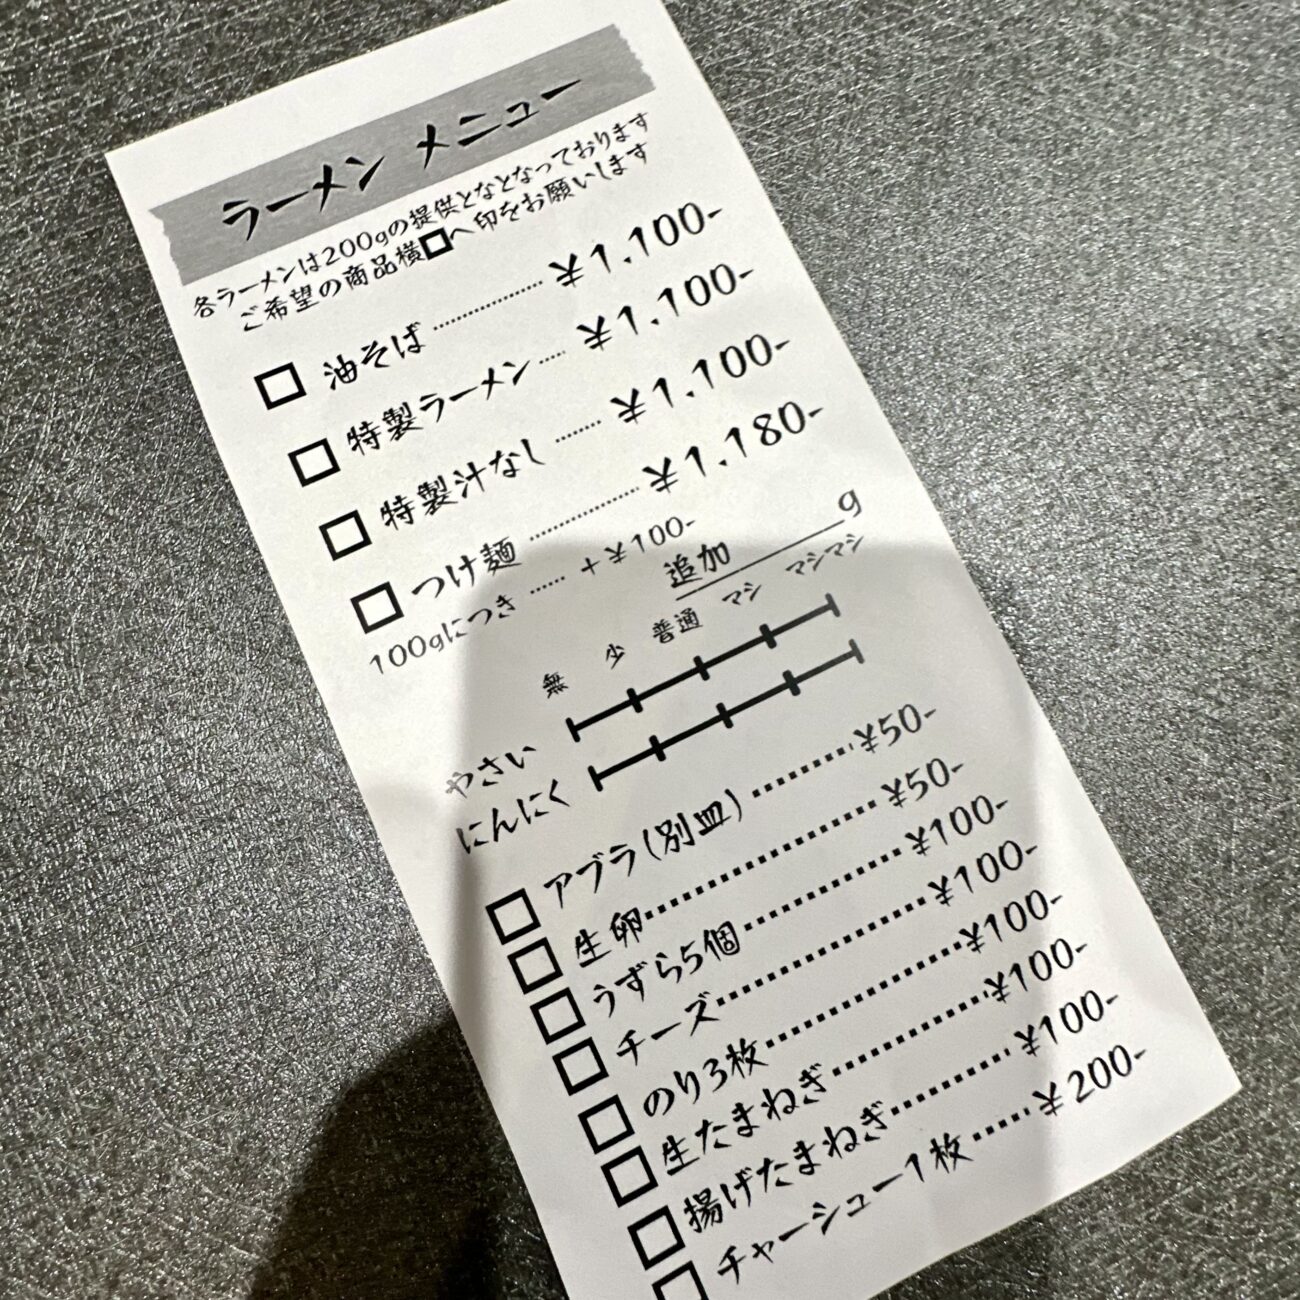 ラーメン メニュー
各ラーメンは200gの提供となとなっております
ご希望の商品横□へ印をお願いします
□ 油そば………¥1,100-
□ 特製ラーメン…¥1,100-
□ 特製汁なし……¥1,100-
□ つけ麺…………¥1,180-
100gにつき……+¥100-
追加 g
無 少 普通 マシ マシマシ
やさい
にんにく
□ アブラ(別皿)………¥50-
□ 生卵………………¥50-
□ うずら5個…………¥100-
□ チーズ……………¥100-
□ のり3枚……………¥100-
□ 生たまねぎ…………¥100-
□ 揚げたまねぎ………¥100-
□ チャーシュー1枚……¥200-